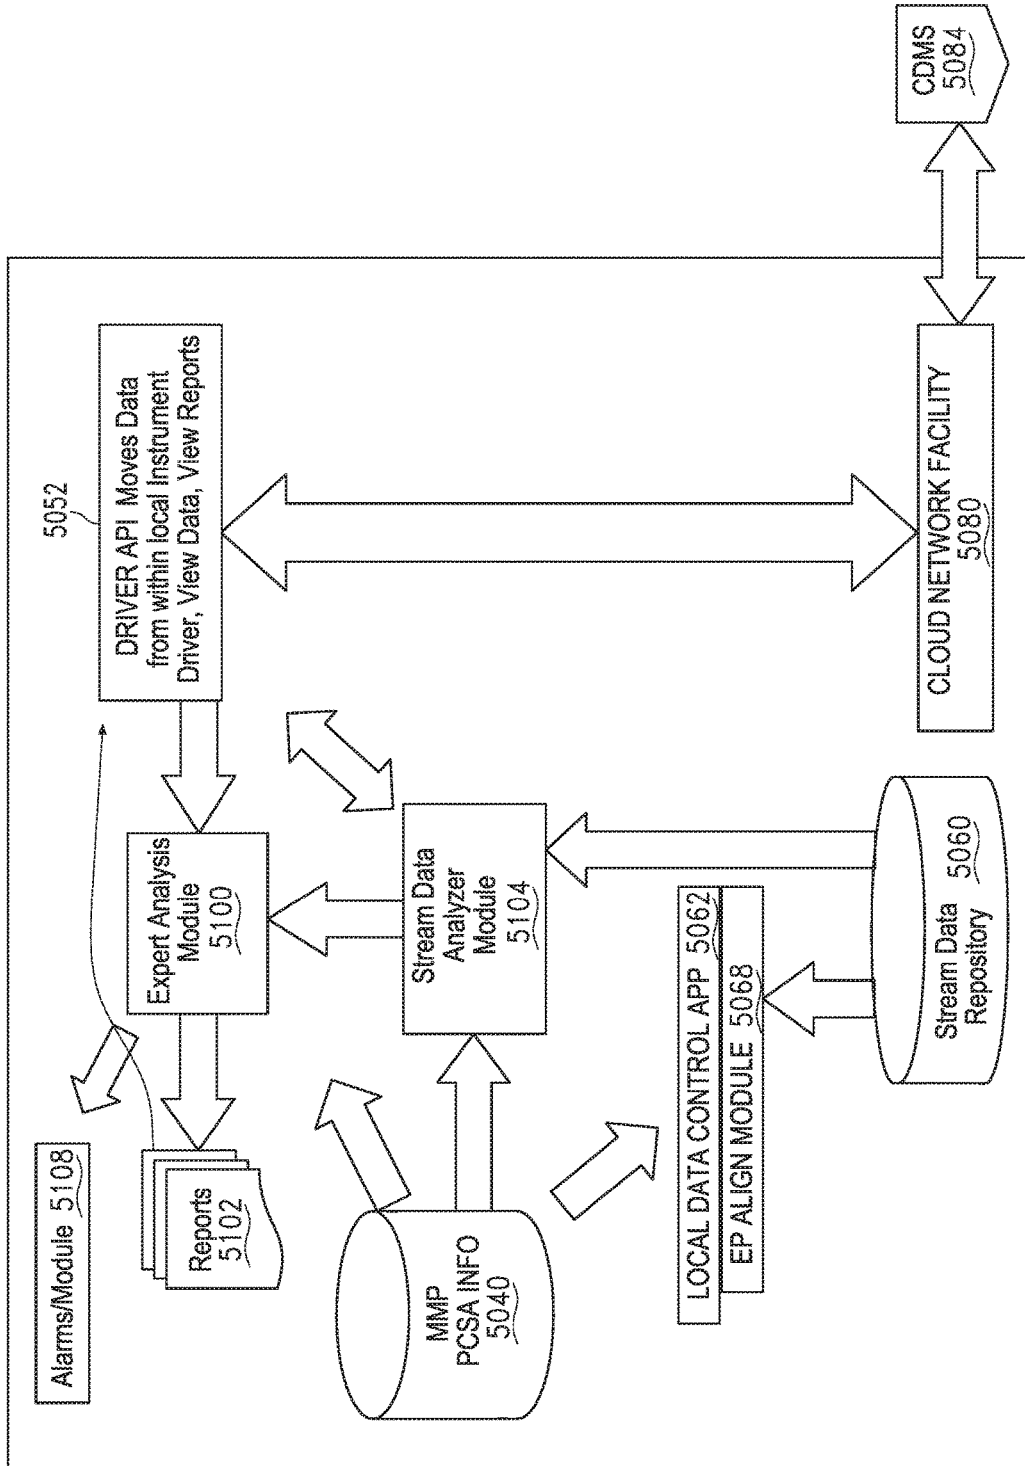 Alarms/Module 5108
Reports
5102
Expert Analysis
Module
5100
5052
DRIVER API Moves Data
from within local Instrument
Driver, View Data, View Reports
MMP
PCSA INFO
5040
Stream Data
Analyzer
Module
5104
LOCAL DATA CONTROL APP 5062
EP ALIGN MODULE 5068
Stream Data
Repository 5060
CLOUD NETWORK FACILITY
5080
CDMS
5084